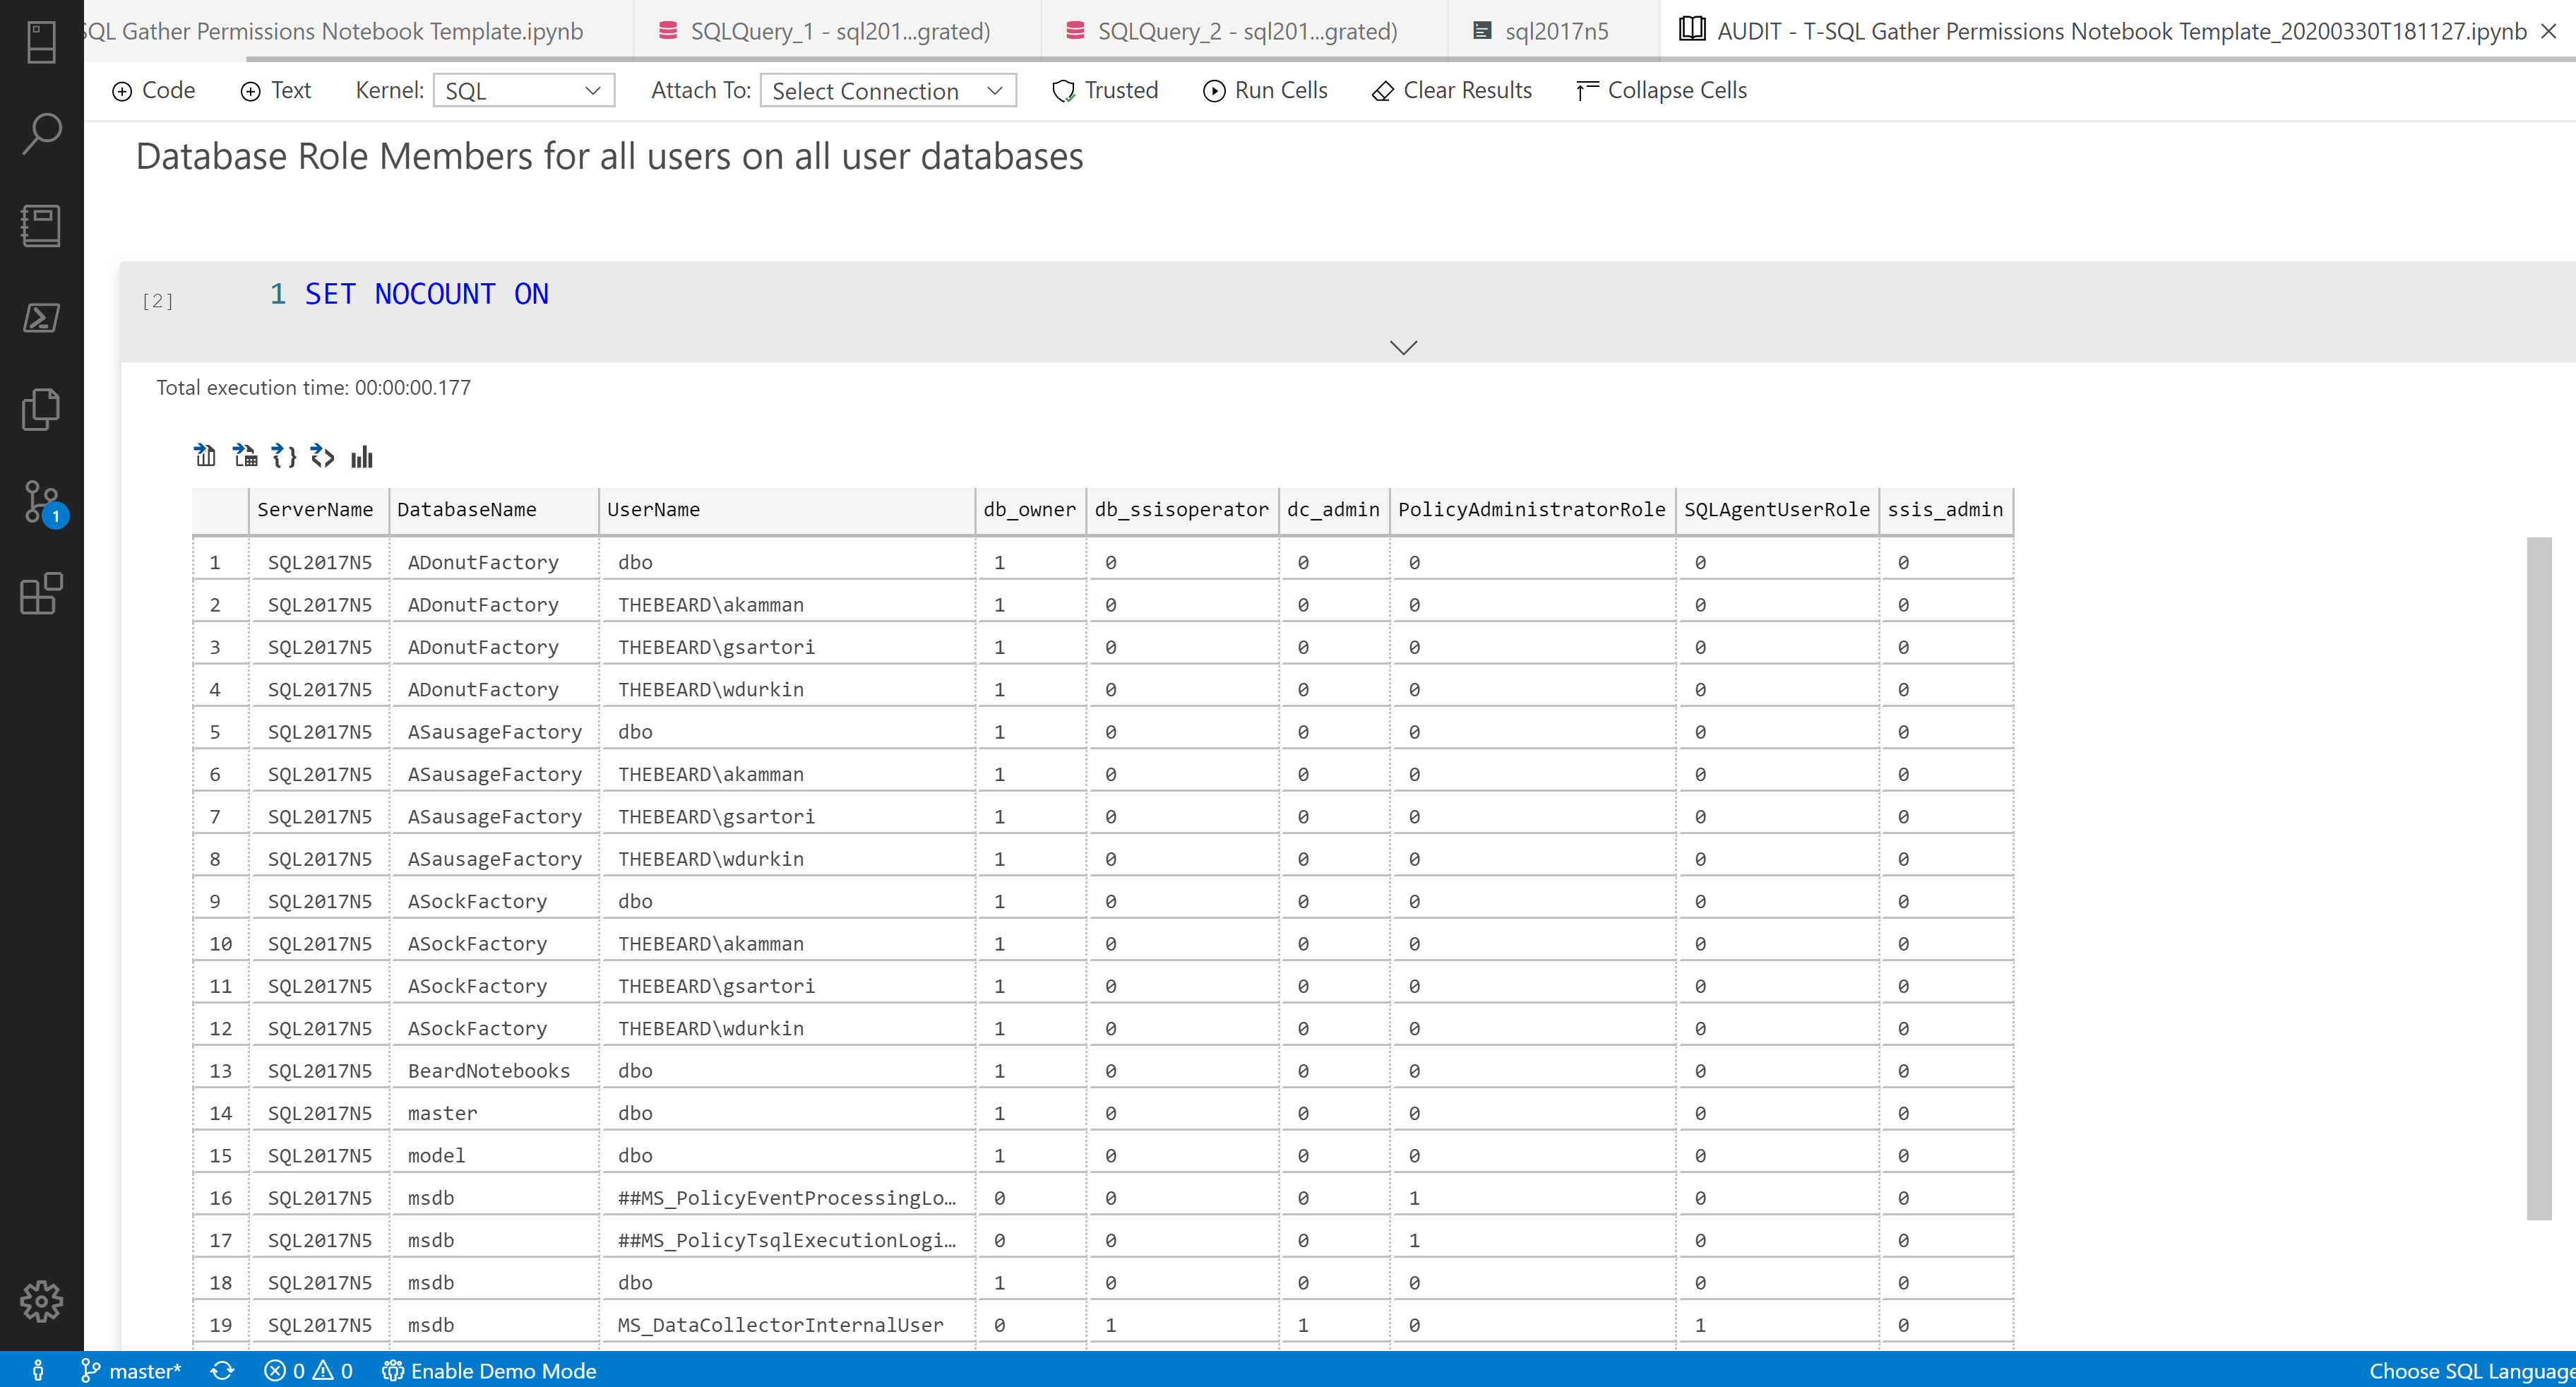 SQL Gather Permissions Notebook Template.ipynb SQLQuery_1 - sql201...grated) SQLQuery_2 - sql201...grated) sql2017n5 AUDIT - T-SQL Gather Permissions Notebook Template_20200330T181127.ipynb
Code Text Kernel: SQL Attach To: Select Connection Trusted Run Cells Clear Results Collapse Cells
Database Role Members for all users on all user databases
[2] 1 SET NOCOUNT ON
Total execution time: 00:00:00.177
ServerName DatabaseName UserName db_owner db_ssisoperator dc_admin PolicyAdministratorRole SQLAgentUserRole ssis_admin
1 SQL2017N5 ADonutFactory dbo 1 0 0 0 0 0
2 SQL2017N5 ADonutFactory THEBEARD\akamman 1 0 0 0 0 0
3 SQL2017N5 ADonutFactory THEBEARD\gsartori 1 0 0 0 0 0
4 SQL2017N5 ADonutFactory THEBEARD\wdurkin 1 0 0 0 0 0
5 SQL2017N5 ASausageFactory dbo 1 0 0 0 0 0
6 SQL2017N5 ASausageFactory THEBEARD\akamman 1 0 0 0 0 0
7 SQL2017N5 ASausageFactory THEBEARD\gsartori 1 0 0 0 0 0
8 SQL2017N5 ASausageFactory THEBEARD\wdurkin 1 0 0 0 0 0
9 SQL2017N5 ASockFactory dbo 1 0 0 0 0 0
10 SQL2017N5 ASockFactory THEBEARD\akamman 1 0 0 0 0 0
11 SQL2017N5 ASockFactory THEBEARD\gsartori 1 0 0 0 0 0
12 SQL2017N5 ASockFactory THEBEARD\wdurkin 1 0 0 0 0 0
13 SQL2017N5 BeardNotebooks dbo 1 0 0 0 0 0
14 SQL2017N5 master dbo 1 0 0 0 0 0
15 SQL2017N5 model dbo 1 0 0 0 0 0
16 SQL2017N5 msdb ##MS_PolicyEventProcessingLo... 0 0 0 1 0 0
17 SQL2017N5 msdb ##MS_PolicyTsqlExecutionLogi... 0 0 0 1 0 0
18 SQL2017N5 msdb dbo 1 0 0 0 0 0
19 SQL2017N5 msdb MS_DataCollectorInternalUser 0 1 1 0 1 0
1
master* 0 0 Enable Demo Mode Choose SQL Language